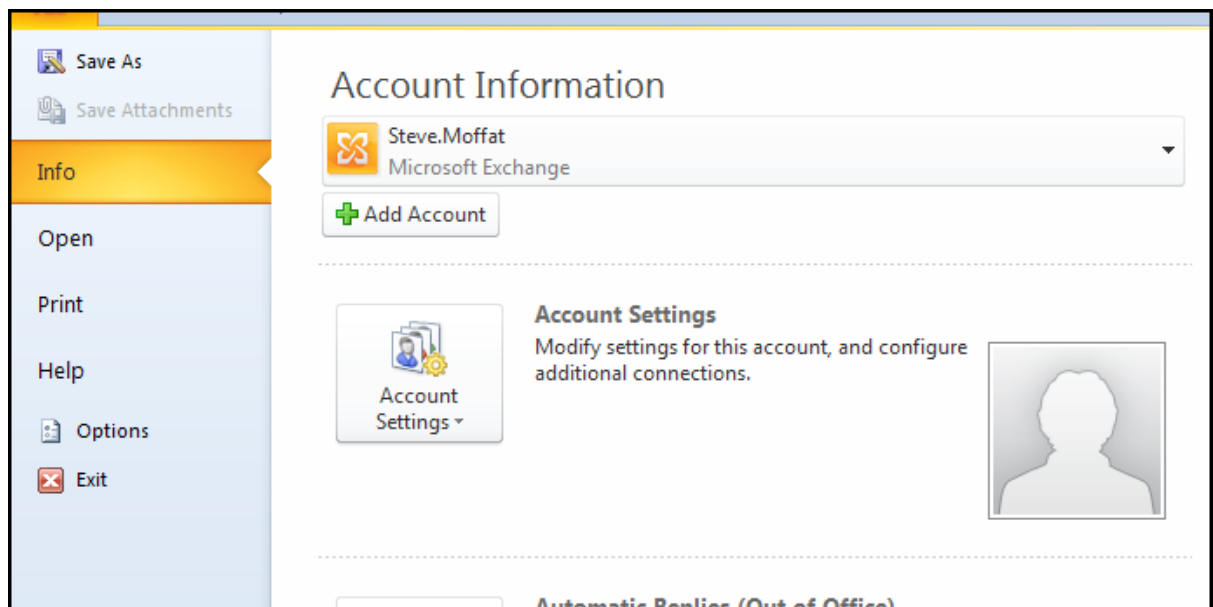 Save As
Save Attachments
Info
Open
Print
Help
Options
Exit
Account Information
Steve.Moffat
Microsoft Exchange
Add Account
Account
Settings
Account Settings
Modify settings for this account, and configure
additional connections.
Automatic Replies (Out of Office)